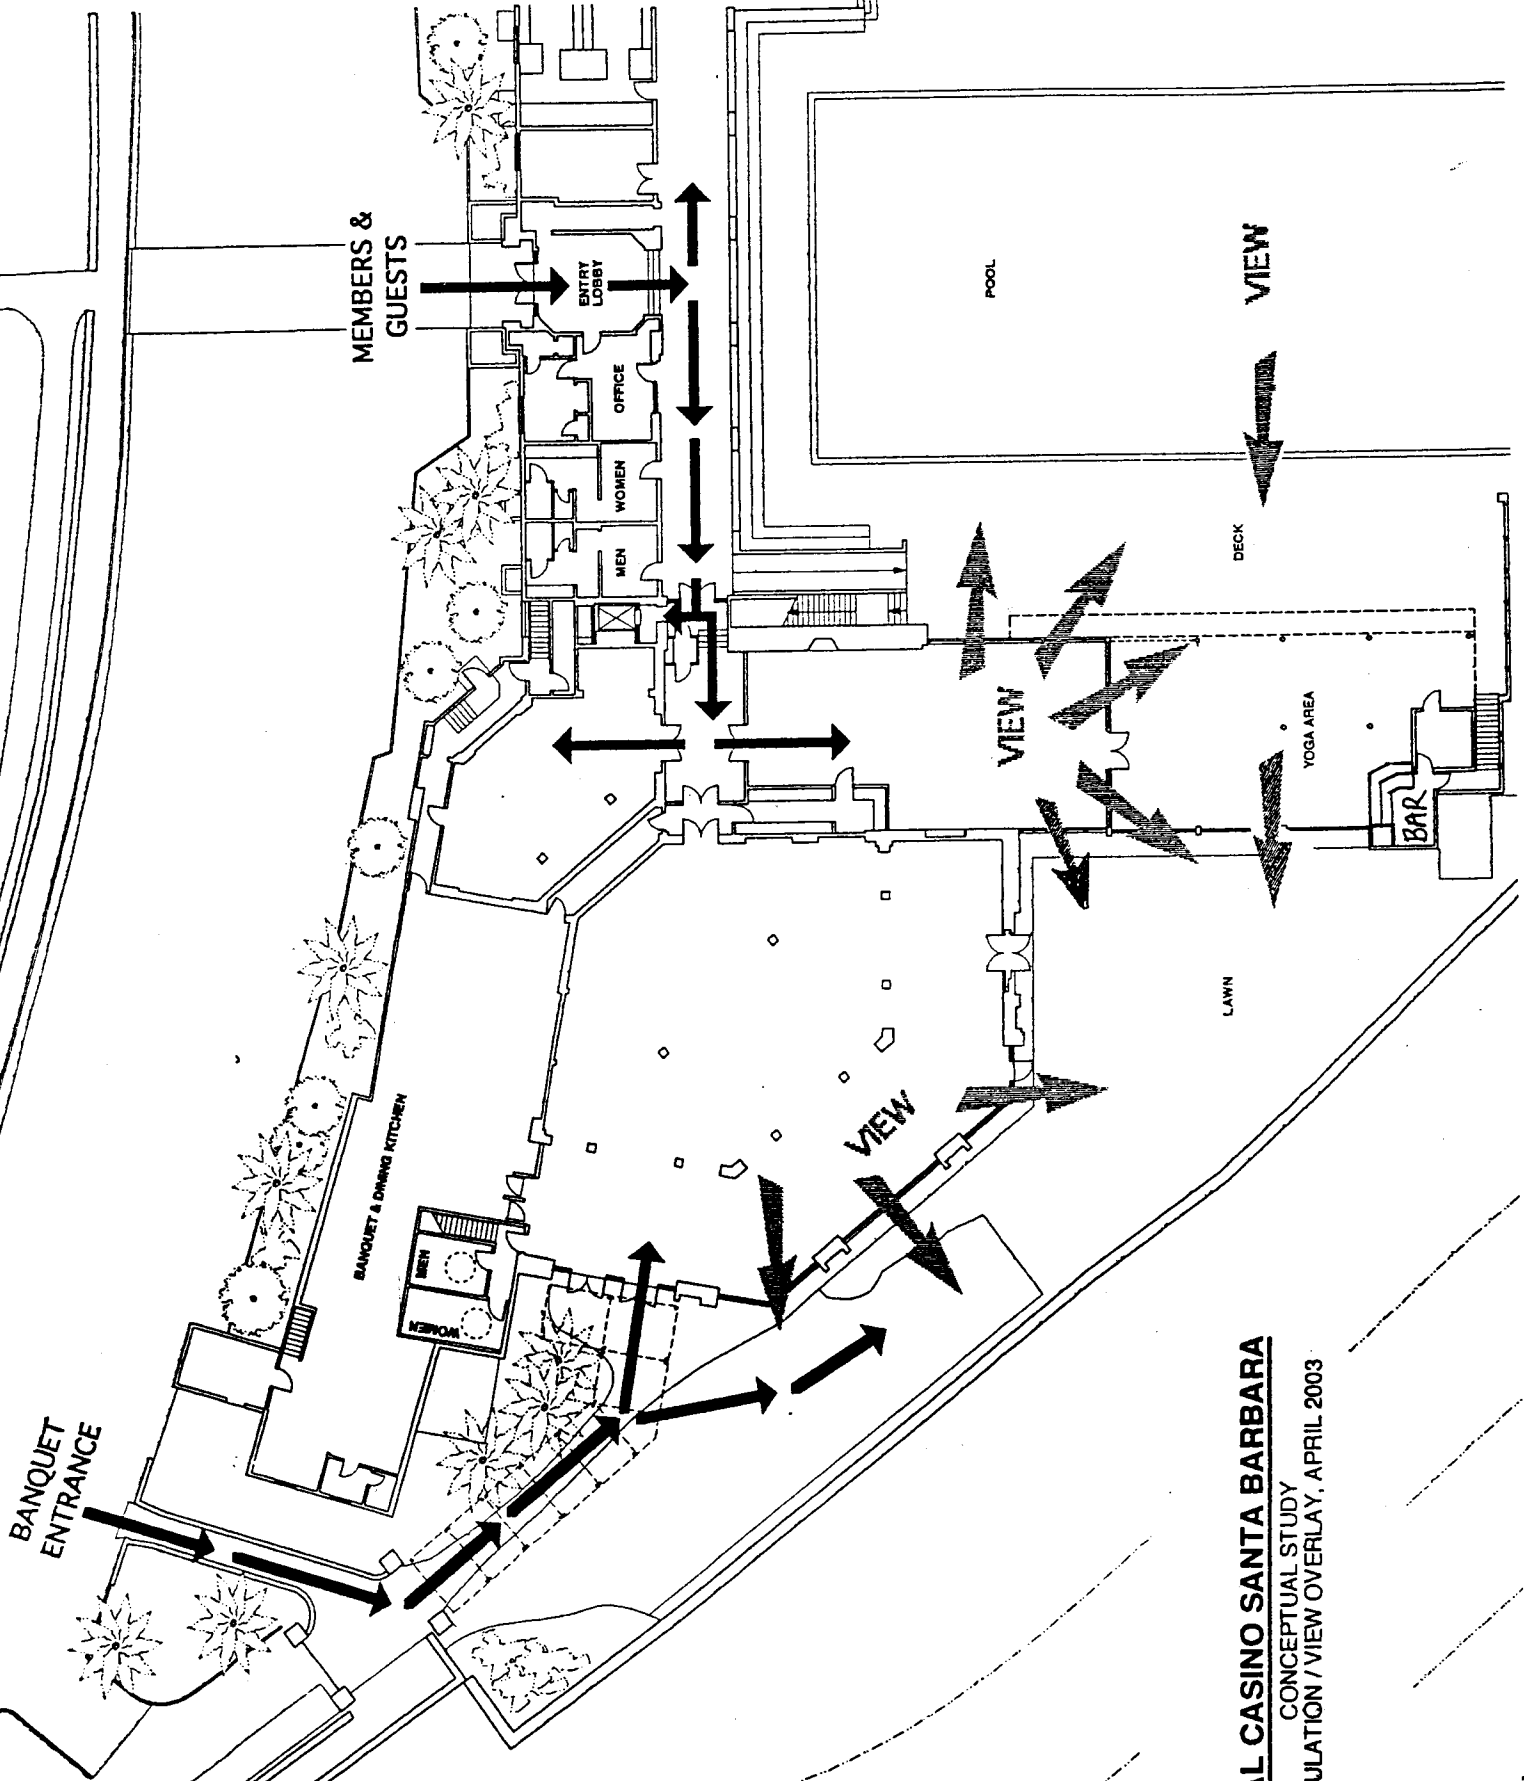 MEMBERS &
GUESTS
ENTRY
LOBBY
OFFICE
WOMEN
MEN
POOL
VIEW
DECK
VIEW
YOGA AREA
BAR
LAWN
VIEW
BANQUET & DINING KITCHEN
MEN
WOMEN
BANQUET
ENTRANCE
AL CASINO SANTA BARBARA
CONCEPTUAL STUDY
ULATION / VIEW OVERLAY, APRIL 2003